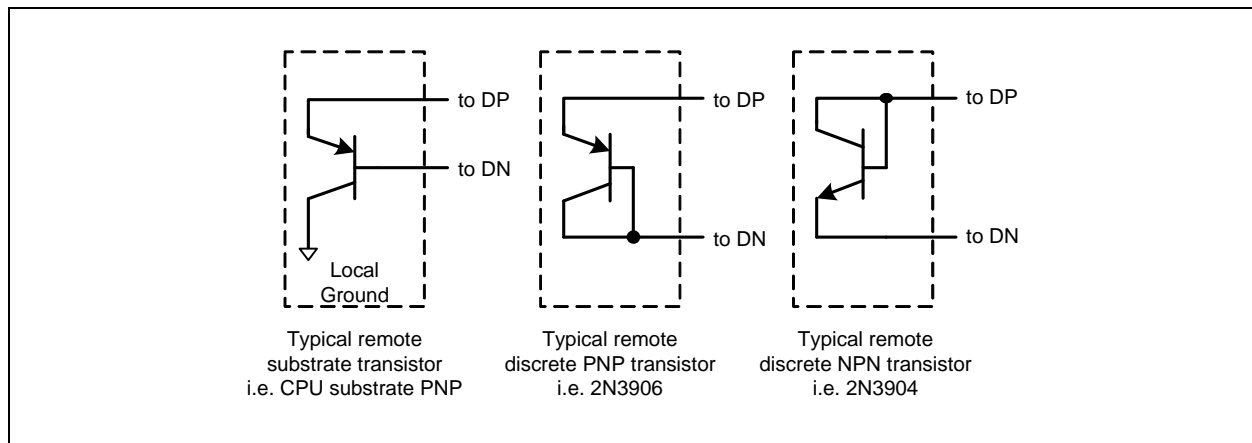 to DP
to DN
Local
Ground
Typical remote
substrate transistor
i.e. CPU substrate PNP
to DP
to DN
Typical remote
discrete PNP transistor
i.e. 2N3906
to DP
to DN
Typical remote
discrete NPN transistor
i.e. 2N3904